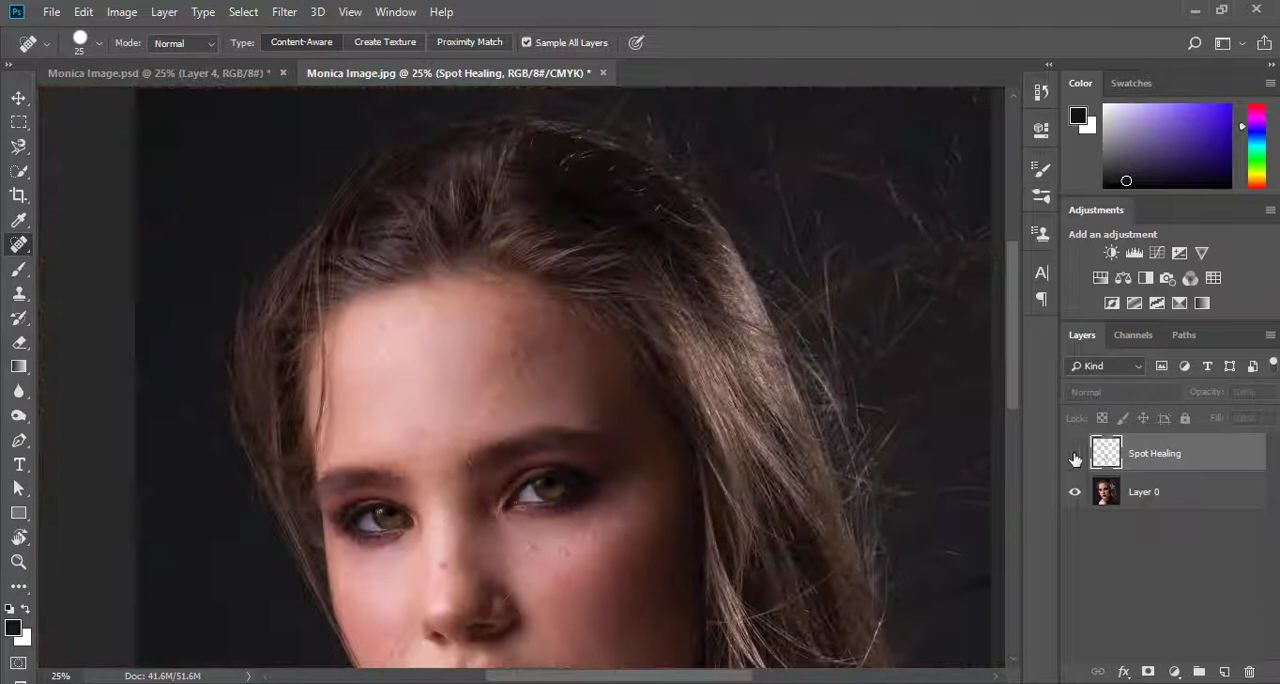 Ps File Edit Image Layer Type Select Filter 3D View Window Help
25 Mode: Normal Type: Content-Aware Create Texture Proximity Match Sample All Layers
Monica Image.psd @ 25% (Layer 4, RGB/8#) * × Monica Image.jpg @ 25% (Spot Healing, RGB/8#/CMYK) * ×
Color Swatches
Adjustments
Add an adjustment
Layers Channels Paths
Kind
Normal Opacity:
Lock: Fill:
Spot Healing
Layer 0
25% Doc: 41.6M/51.6M